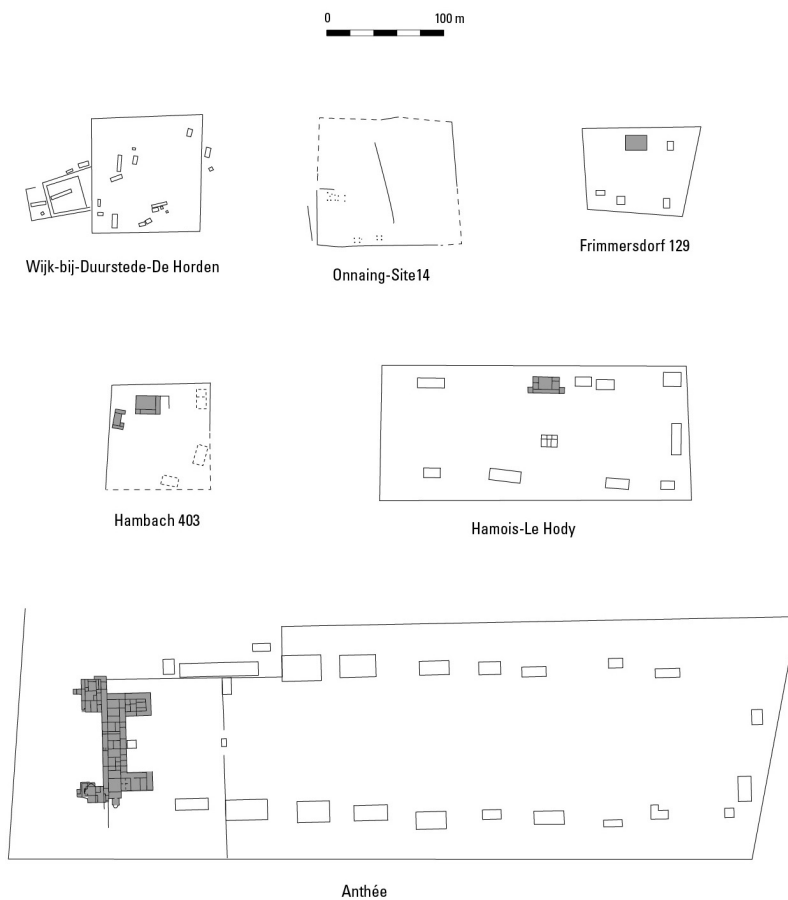 0 100 m
Wijk-bij-Duurstede-De Horden
Onnaing-Site14
Frimmersdorf 129
Hambach 403
Hamois-Le Hody
Anthée